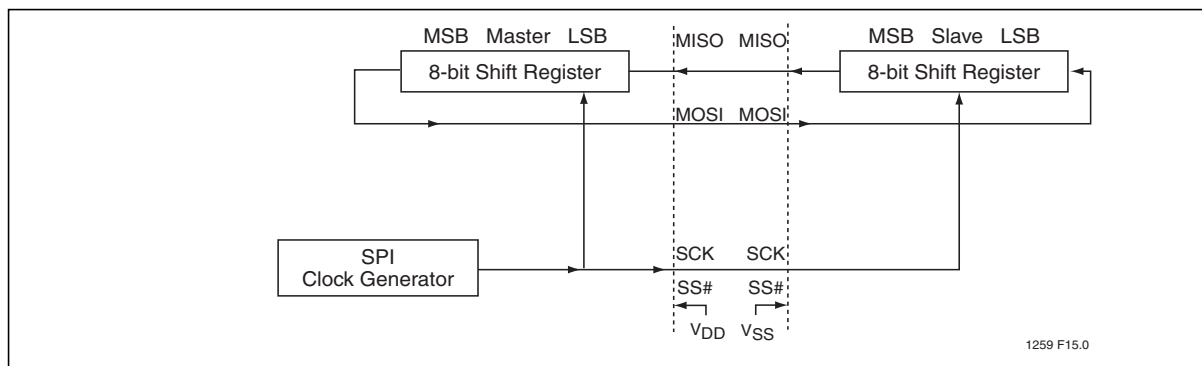 MSB Master LSB
MISO MISO
MSB Slave LSB
8-bit Shift Register
8-bit Shift Register
MOSI MOSI
SPI
Clock Generator
SCK SCK
SS# SS#
VDD VSS
1259 F15.0